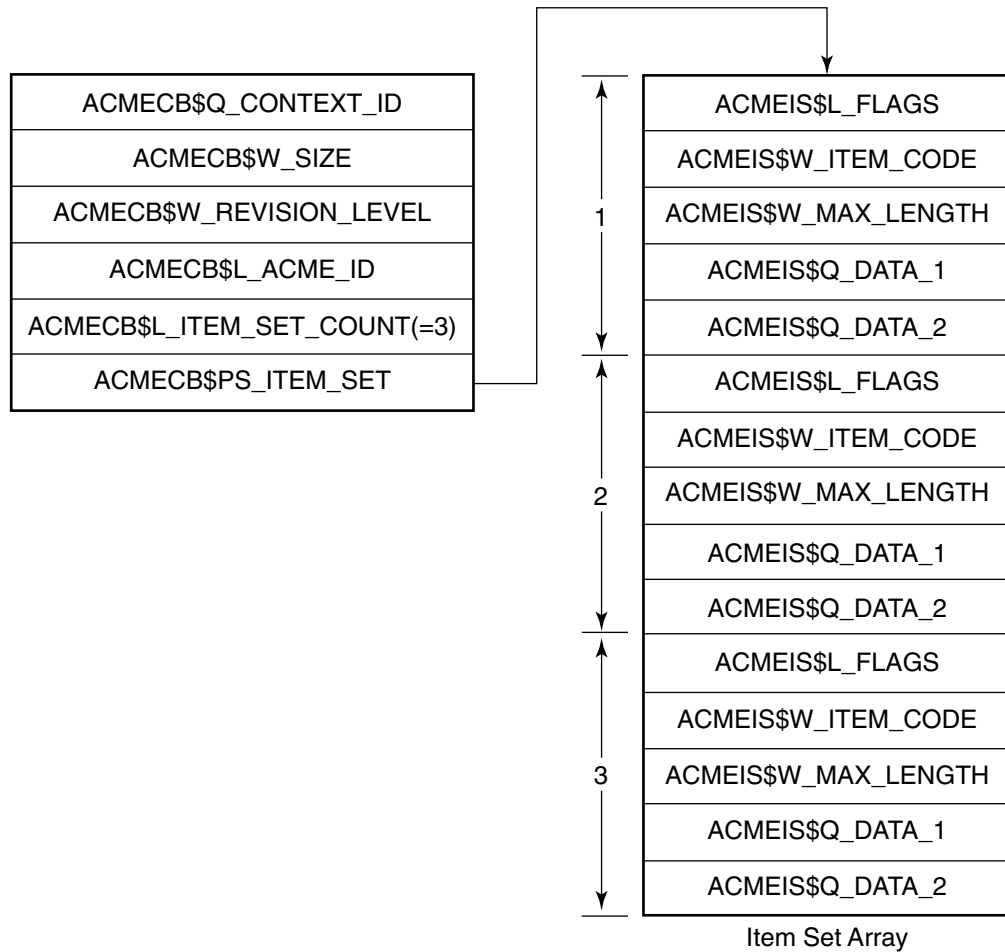 ACMECB$Q_CONTEXT_ID
ACMECB$W_SIZE
ACMECB$W_REVISION_LEVEL
ACMECB$L_ACME_ID
ACMECB$L_ITEM_SET_COUNT(=3)
ACMECB$PS_ITEM_SET
1
ACMEIS$L_FLAGS
ACMEIS$W_ITEM_CODE
ACMEIS$W_MAX_LENGTH
ACMEIS$Q_DATA_1
ACMEIS$Q_DATA_2
2
ACMEIS$L_FLAGS
ACMEIS$W_ITEM_CODE
ACMEIS$W_MAX_LENGTH
ACMEIS$Q_DATA_1
ACMEIS$Q_DATA_2
3
ACMEIS$L_FLAGS
ACMEIS$W_ITEM_CODE
ACMEIS$W_MAX_LENGTH
ACMEIS$Q_DATA_1
ACMEIS$Q_DATA_2
Item Set Array